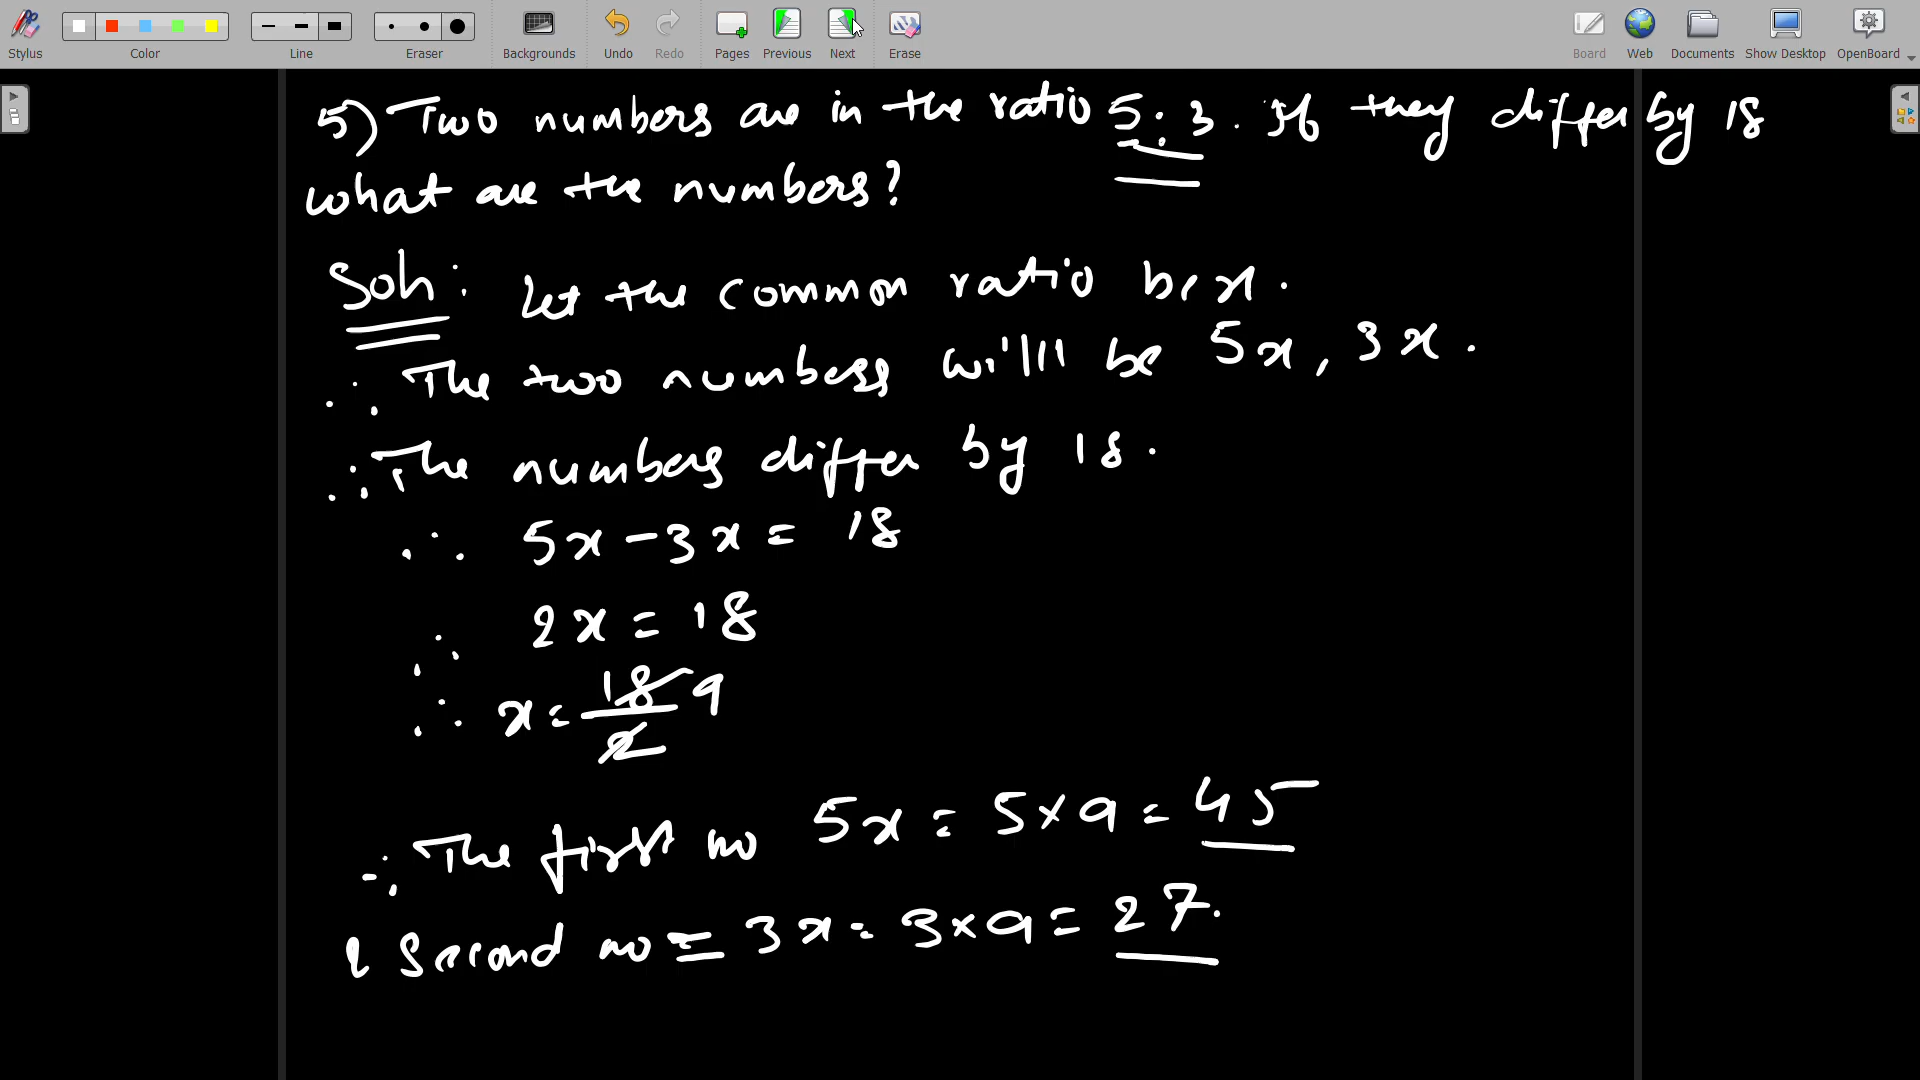 Stylus Color Line Eraser Backgrounds Undo Redo Pages Previous Next Erase Board Web Documents Show Desktop OpenBoard
5) Two numbers are in the ratio 5:3. If they differ by 18
what are the numbers?
Soln: Let the common ratio be x.
∴ The two numbers will be 5x, 3x.
∴ The numbers differ by 18.
∴ 5x - 3x = 18
∴ 2x = 18
∴ x = 18/2 9
∴ The first no 5x = 5×9 = 45
& Second no = 3x = 3×9 = 27.